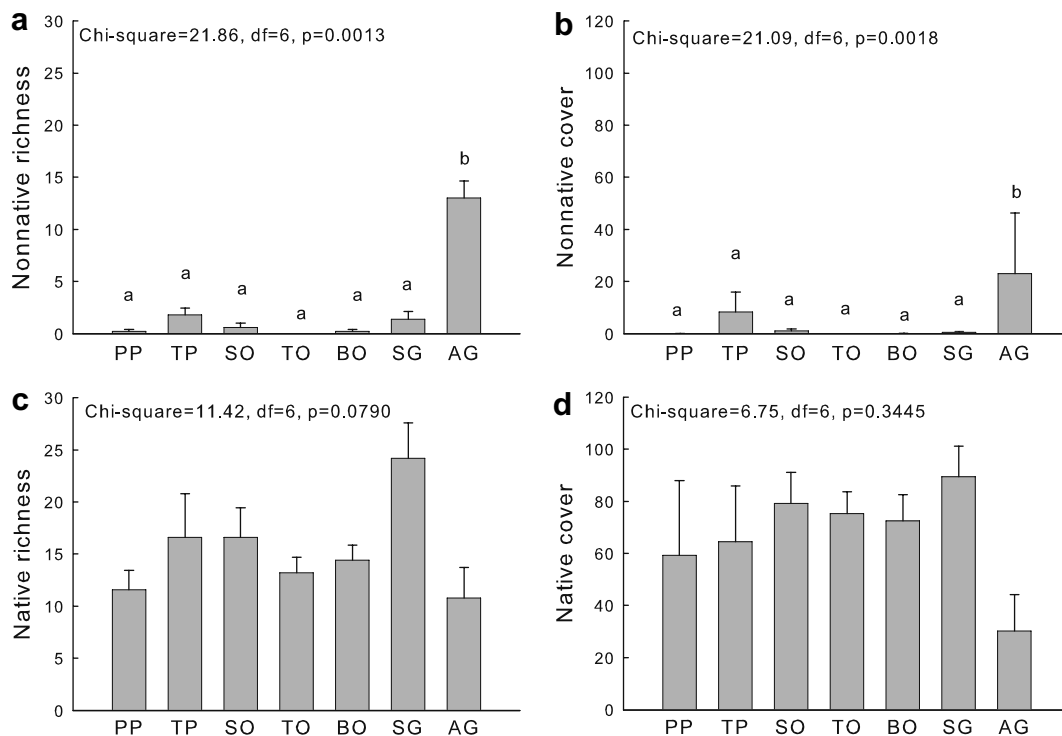 a
Chi-square=21.86, df=6, p=0.0013
Nonnative richness
30
25
20
15
10
5
0
a
a
a
a
a
a
b
PP TP SO TO BO SG AG
b
Chi-square=21.09, df=6, p=0.0018
Nonnative cover
120
100
80
60
40
20
0
a
a
a
a
a
a
b
PP TP SO TO BO SG AG
c
Chi-square=11.42, df=6, p=0.0790
Native richness
30
25
20
15
10
5
0
PP TP SO TO BO SG AG
d
Chi-square=6.75, df=6, p=0.3445
Native cover
120
100
80
60
40
20
0
PP TP SO TO BO SG AG